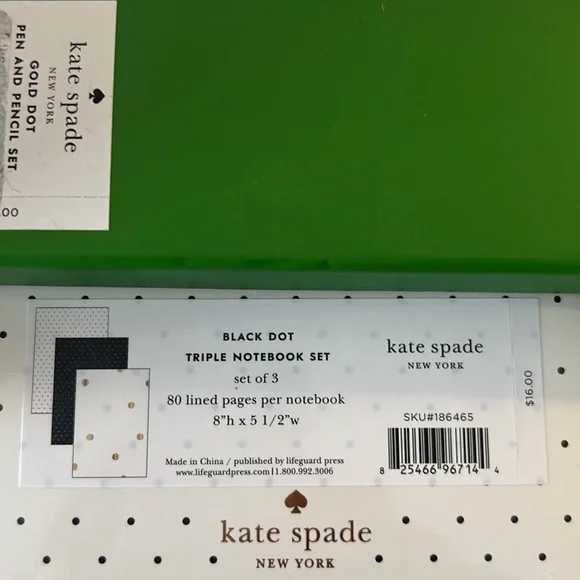 kate spade
NEW YORK
GOLD DOT
PEN AND PENCIL SET
.00
BLACK DOT
TRIPLE NOTEBOOK SET
set of 3
80 lined pages per notebook
8"h x 5 1/2"w
Made in China / published by lifeguard press
www.lifeguardpress.com | 1.800.992.3006
kate spade
NEW YORK
SKU#186465
8 25466 96714 4
$16.00
kate spade
NEW YORK